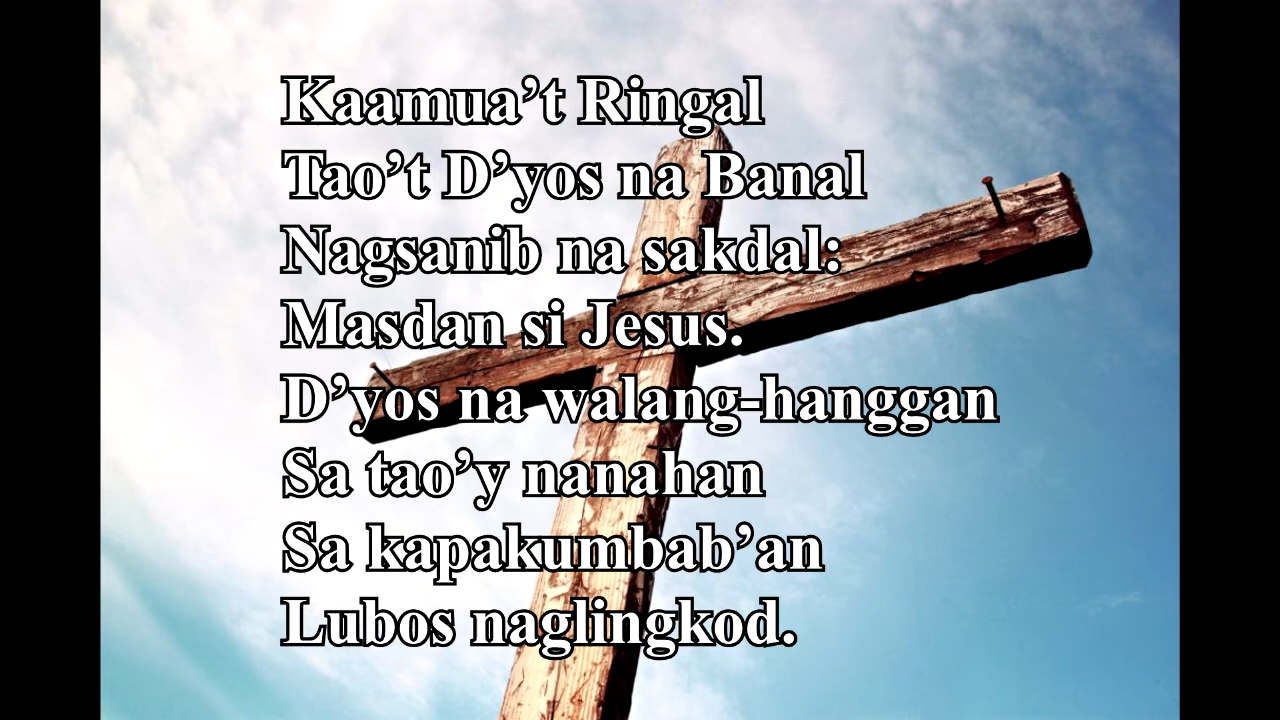 Kaamua’t Ringal
Tao’t D’yos na Banal
Nagsanib na sakdal:
Masdan si Jesus.
D’yos na walang-hanggan
Sa tao’y nanahan
Sa kapakumbab’an
Lubos naglingkod.